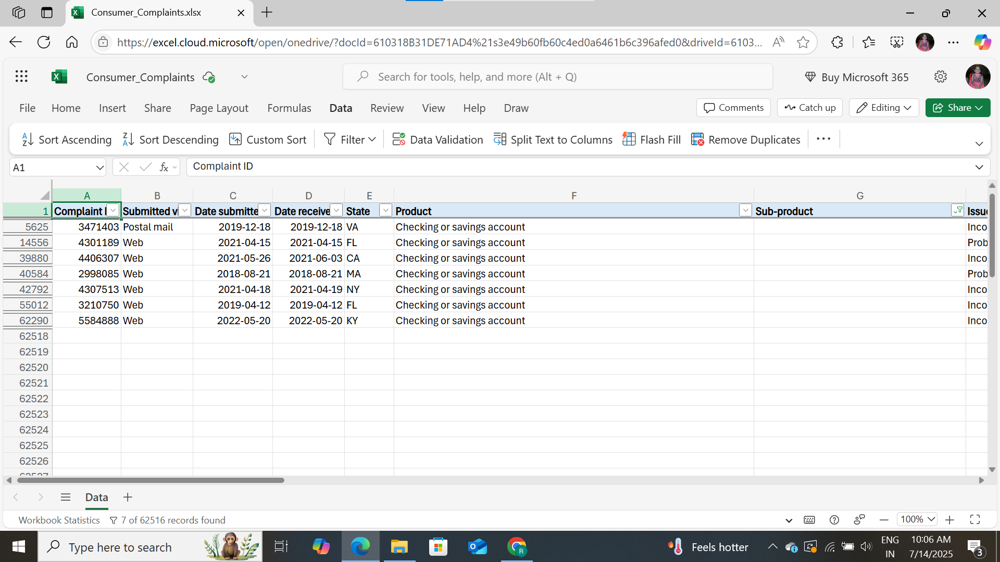 Consumer_Complaints.xlsx
https://excel.cloud.microsoft/open/onedrive/?docId=610318B31DE71AD4%21s3e49b60fb60c4ed0a6461b6c396afed0&driveId=6103...
Consumer_Complaints
Search for tools, help, and more (Alt + Q)
Buy Microsoft 365
File Home Insert Share Page Layout Formulas Data Review View Help Draw Comments Catch up Editing Share
Sort Ascending Sort Descending Custom Sort Filter Data Validation Split Text to Columns Flash Fill Remove Duplicates
A1 fx Complaint ID
A B C D E F G
1 Complaint I Submitted vi Date submitte Date receive State Product Sub-product Issu
5625 3471403 Postal mail 2019-12-18 2019-12-18 VA Checking or savings account Inco
14556 4301189 Web 2021-04-15 2021-04-15 FL Checking or savings account Prob
39880 4406307 Web 2021-05-26 2021-06-03 CA Checking or savings account Inco
40584 2998085 Web 2018-08-21 2018-08-21 MA Checking or savings account Prob
42792 4307513 Web 2021-04-18 2021-04-19 NY Checking or savings account Inco
55012 3210750 Web 2019-04-12 2019-04-12 FL Checking or savings account Inco
62290 5584888 Web 2022-05-20 2022-05-20 KY Checking or savings account Inco
62518
62519
62520
62521
62522
62523
62524
62525
62526
62527
Data
Workbook Statistics 7 of 62516 records found 100%
Type here to search Feels hotter ENG 10:06 AM
IN 7/14/2025 3